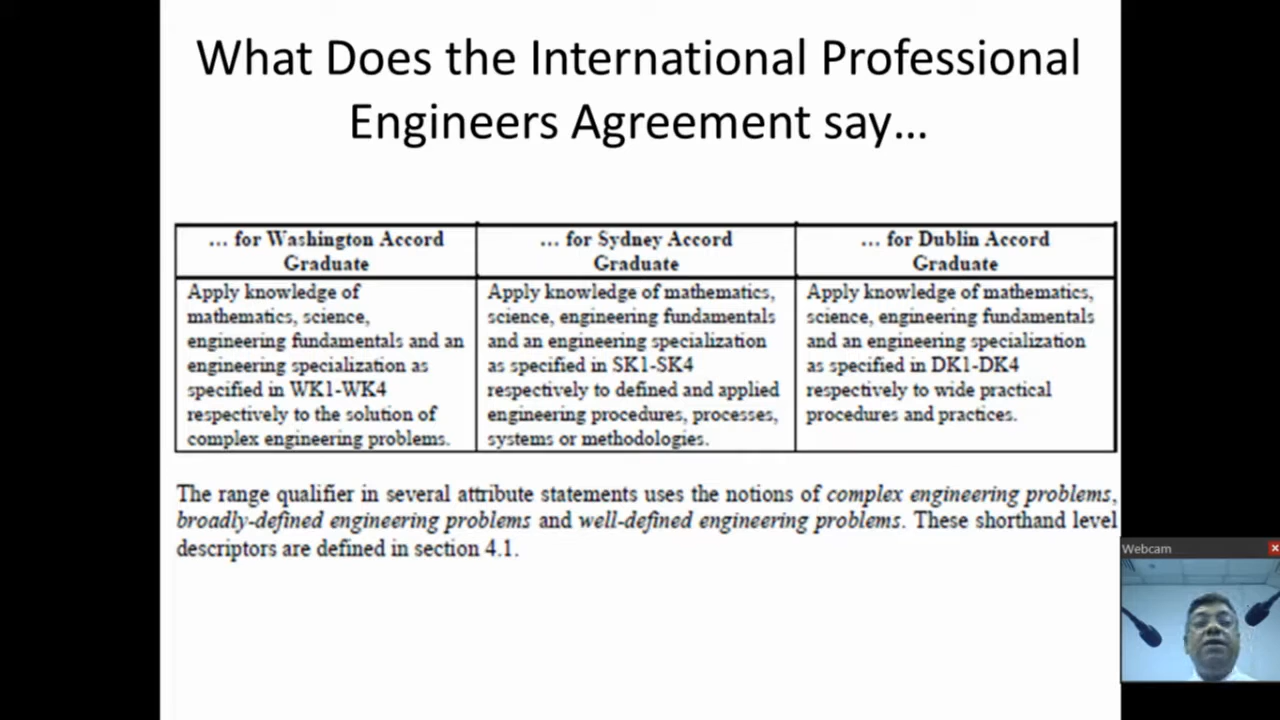 What Does the International Professional
Engineers Agreement say…
… for Washington Accord
Graduate
Apply knowledge of
mathematics, science,
engineering fundamentals and an
engineering specialization as
specified in WK1-WK4
respectively to the solution of
complex engineering problems.
… for Sydney Accord
Graduate
Apply knowledge of mathematics,
science, engineering fundamentals
and an engineering specialization
as specified in SK1-SK4
respectively to defined and applied
engineering procedures, processes,
systems or methodologies.
… for Dublin Accord
Graduate
Apply knowledge of mathematics,
science, engineering fundamentals
and an engineering specialization
as specified in DK1-DK4
respectively to wide practical
procedures and practices.
The range qualifier in several attribute statements uses the notions of complex engineering problems,
broadly-defined engineering problems and well-defined engineering problems. These shorthand level
descriptors are defined in section 4.1.
Webcam